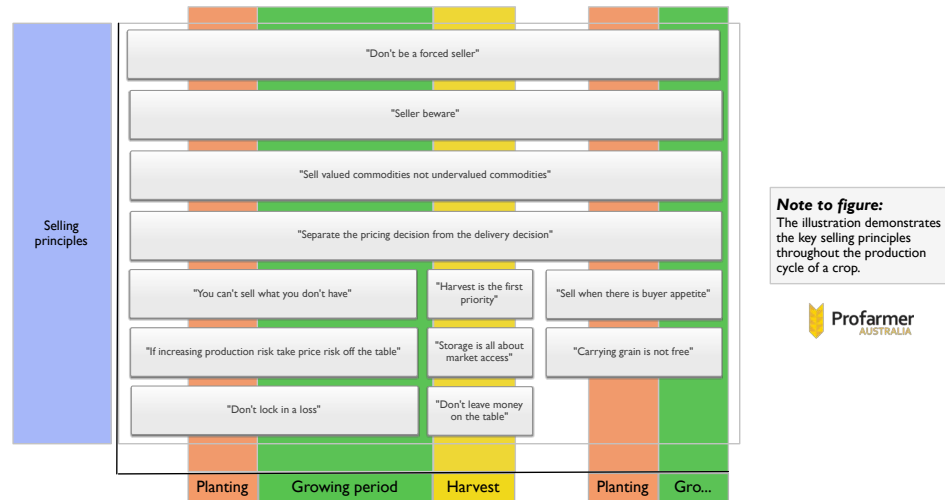 "Don't be a forced seller"
"Seller beware"
"Sell valued commodities not undervalued commodities"
Selling
principles
"Separate the pricing decision from the delivery decision"
"You can't sell what you don't have"
"Harvest is the first
priority"
"Sell when there is buyer appetite"
"If increasing production risk take price risk off the table"
"Storage is all about
market access"
"Carrying grain is not free"
"Don't lock in a loss"
"Don't leave money
on the table"
Planting
Growing period
Harvest
Planting
Gro...
Note to figure:
The illustration demonstrates
the key selling principles
throughout the production
cycle of a crop.
Profarmer
AUSTRALIA